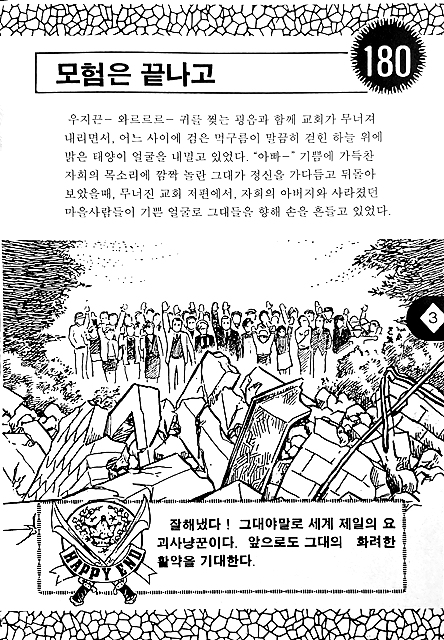 180
모험은 끝나고
우지끈— 와르르르— 귀를 찢는 굉음과 함께 교회가 무너져
내리면서, 어느 사이에 검은 먹구름이 말끔히 걷힌 하늘 위에
밝은 태양이 얼굴을 내밀고 있었다. “아빠—” 기쁨에 가득찬
자희의 목소리에 깜짝 놀란 그대가 정신을 가다듬고 뒤돌아
보았을때, 무너진 교회 저편에서, 자희의 아버지와 사라졌던
마을사람들이 기쁜 얼굴로 그대들을 향해 손을 흔들고 있었다.
3
잘해냈다! 그대야말로 세계 제일의 요
괴사냥꾼이다. 앞으로도 그대의 화려한
활약을 기대한다.
HAPPY END